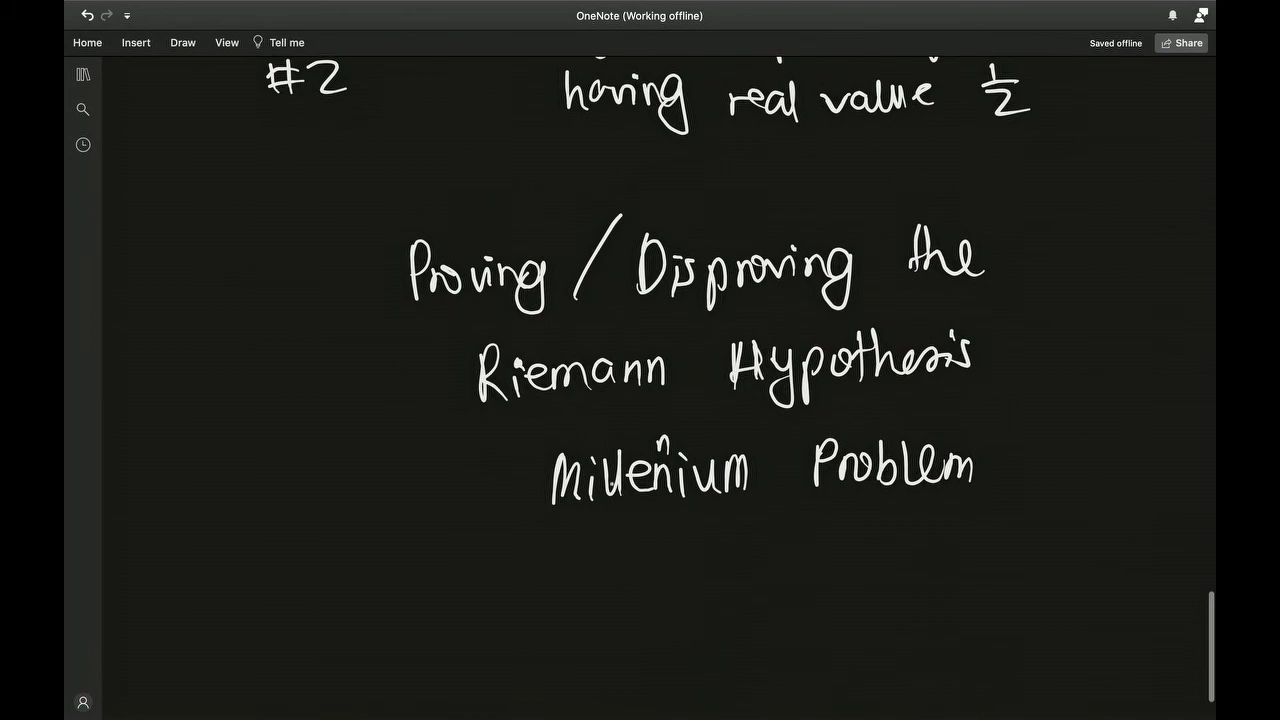 OneNote (Working offline)
Home Insert Draw View Tell me Saved offline Share
#2 having real value 1/2
Proving / Disproving the
Riemann Hypothesis
n
Millenium Problem